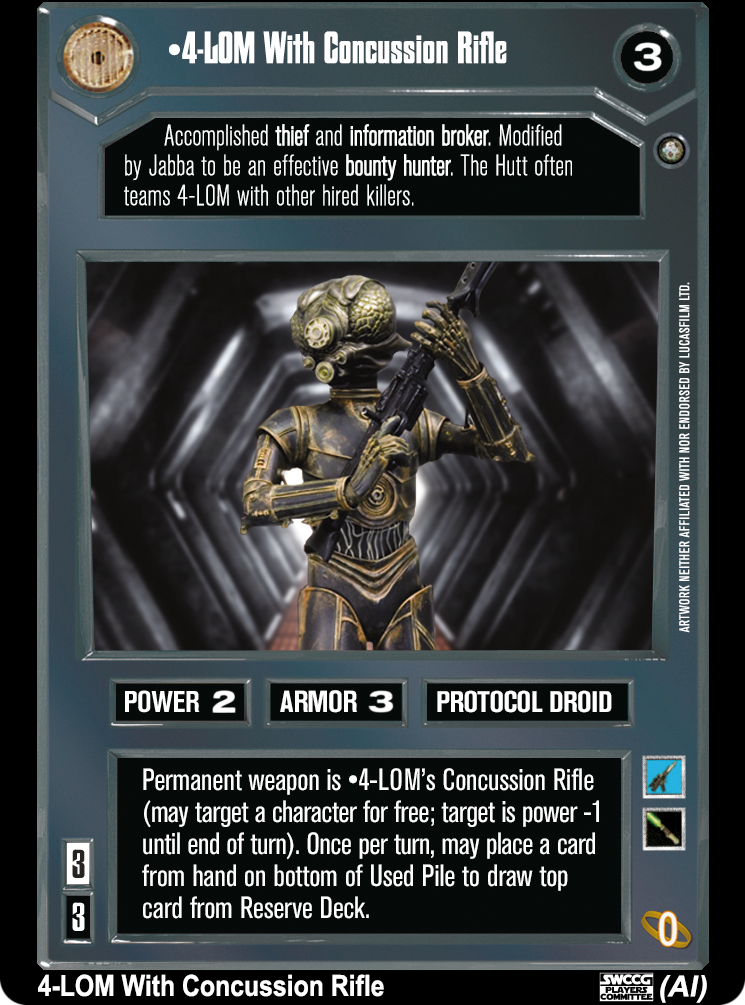 •4-LOM With Concussion Rifle
3
Accomplished thief and information broker. Modified
by Jabba to be an effective bounty hunter. The Hutt often
teams 4-LOM with other hired killers.
ARTWORK NEITHER AFFILIATED WITH NOR ENDORSED BY LUCASFILM LTD.
POWER 2
ARMOR 3
PROTOCOL DROID
Permanent weapon is •4-LOM's Concussion Rifle
(may target a character for free; target is power -1
until end of turn). Once per turn, may place a card
from hand on bottom of Used Pile to draw top
card from Reserve Deck.
3
3
0
4-LOM With Concussion Rifle
SWCCG
PLAYERS
COMMITTEE
(AI)